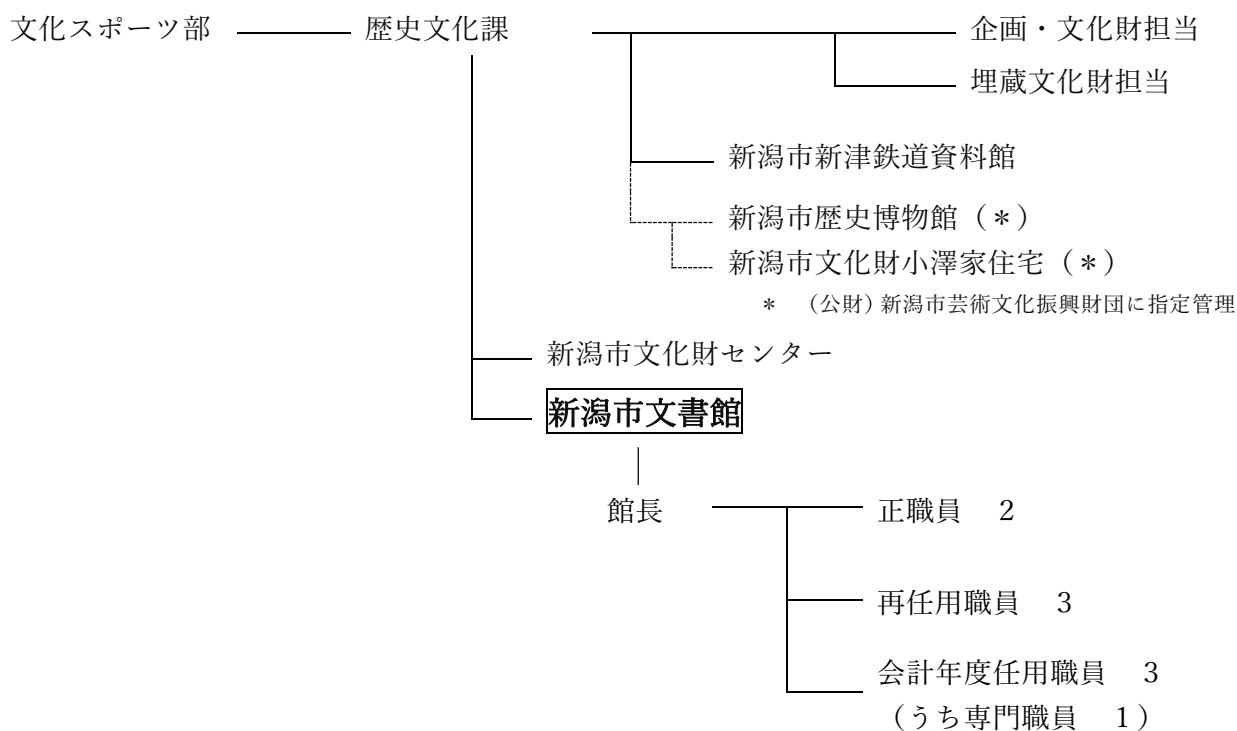 文化スポーツ部 歴史文化課 企画・文化財担当
埋蔵文化財担当
新潟市新津鉄道資料館
新潟市歴史博物館（＊）
新潟市文化財小澤家住宅（＊）
＊ （公財）新潟市芸術文化振興財団に指定管理
新潟市文化財センター
新潟市文書館
館長 正職員 2
再任用職員 3
会計年度任用職員 3
（うち専門職員 1）